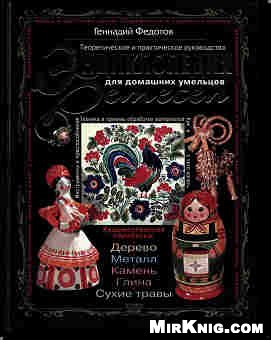 Геннадий Федотов
Теоретическое и практическое руководство
Энциклопедия
для домашних умельцев
ремесел
Техника и приемы обработки материалов
Инструменты и приспособления
Художественная обработка:
Дерево
Металл
Камень
Глина
Сухие травы
MirKnig.com